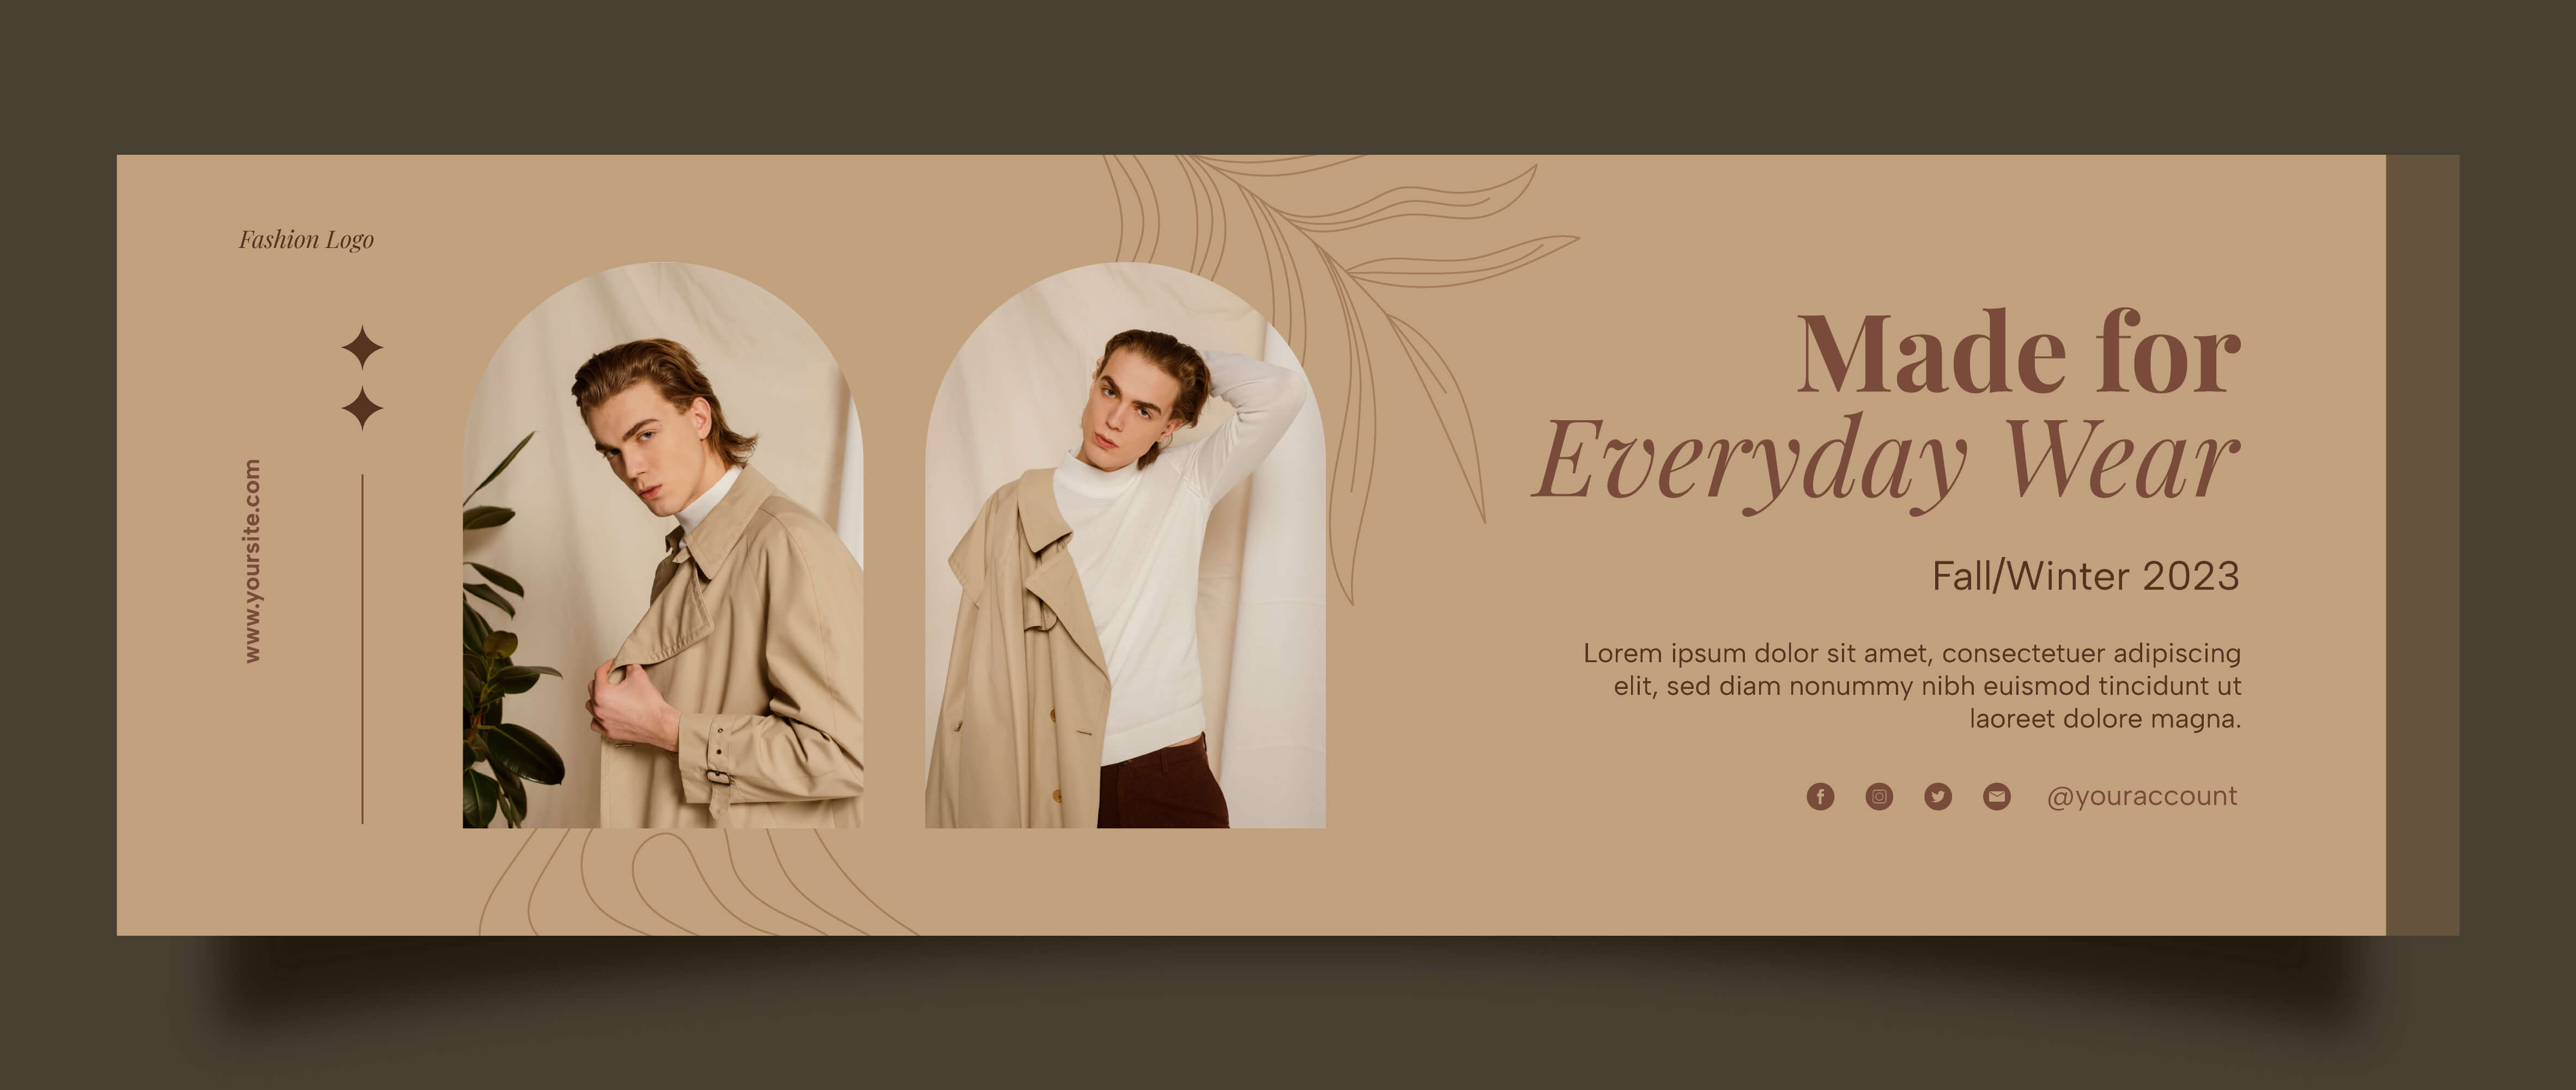 Fashion Logo
www.yoursite.com
Made for
Everyday Wear
Fall/Winter 2023
Lorem ipsum dolor sit amet, consectetuer adipiscing
elit, sed diam nonummy nibh euismod tincidunt ut
laoreet dolore magna.
@youraccount